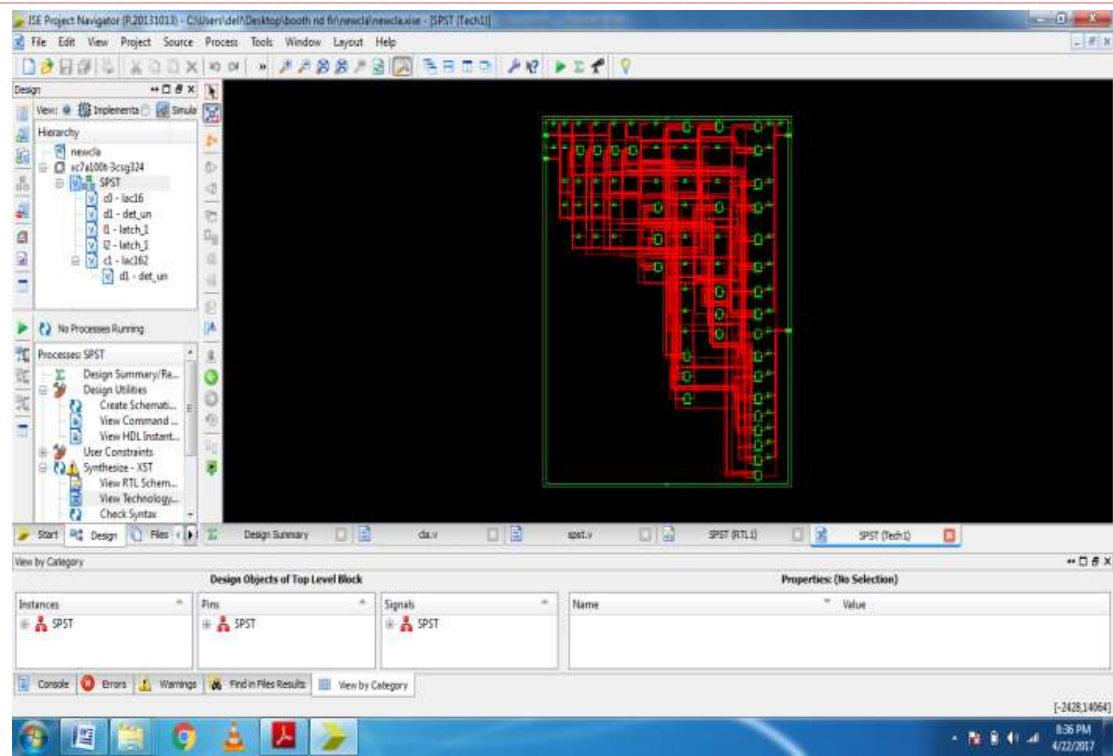 ISE Project Navigator (P.20131013) - C:\Users\dell\Desktop\booth nd fir\newcla\newcla.xise - [SPST (Tech1)]
File Edit View Project Source Process Tools Window Layout Help
Design
View: Implementa Simula
Hierarchy
newcla
xc7a100t-3csg324
SPST
c0 - lac16
d1 - det_un
l1 - latch_1
l2 - latch_1
c1 - lac162
d1 - det_un
No Processes Running
Processes: SPST
Design Summary/Re...
Design Utilities
Create Schemati...
View Command ...
View HDL Instant...
User Constraints
Synthesize - XST
View RTL Schem...
View Technology...
Check Syntax
Start Design Files Design Summary cla.v spst.v SPST (RTL1) SPST (Tech1)
View by Category
Design Objects of Top Level Block Properties: (No Selection)
Instances Pins Signals Name Value
SPST SPST SPST
Console Errors Warnings Find in Files Results View by Category
[-2428,14064]
8:36 PM
4/22/2017